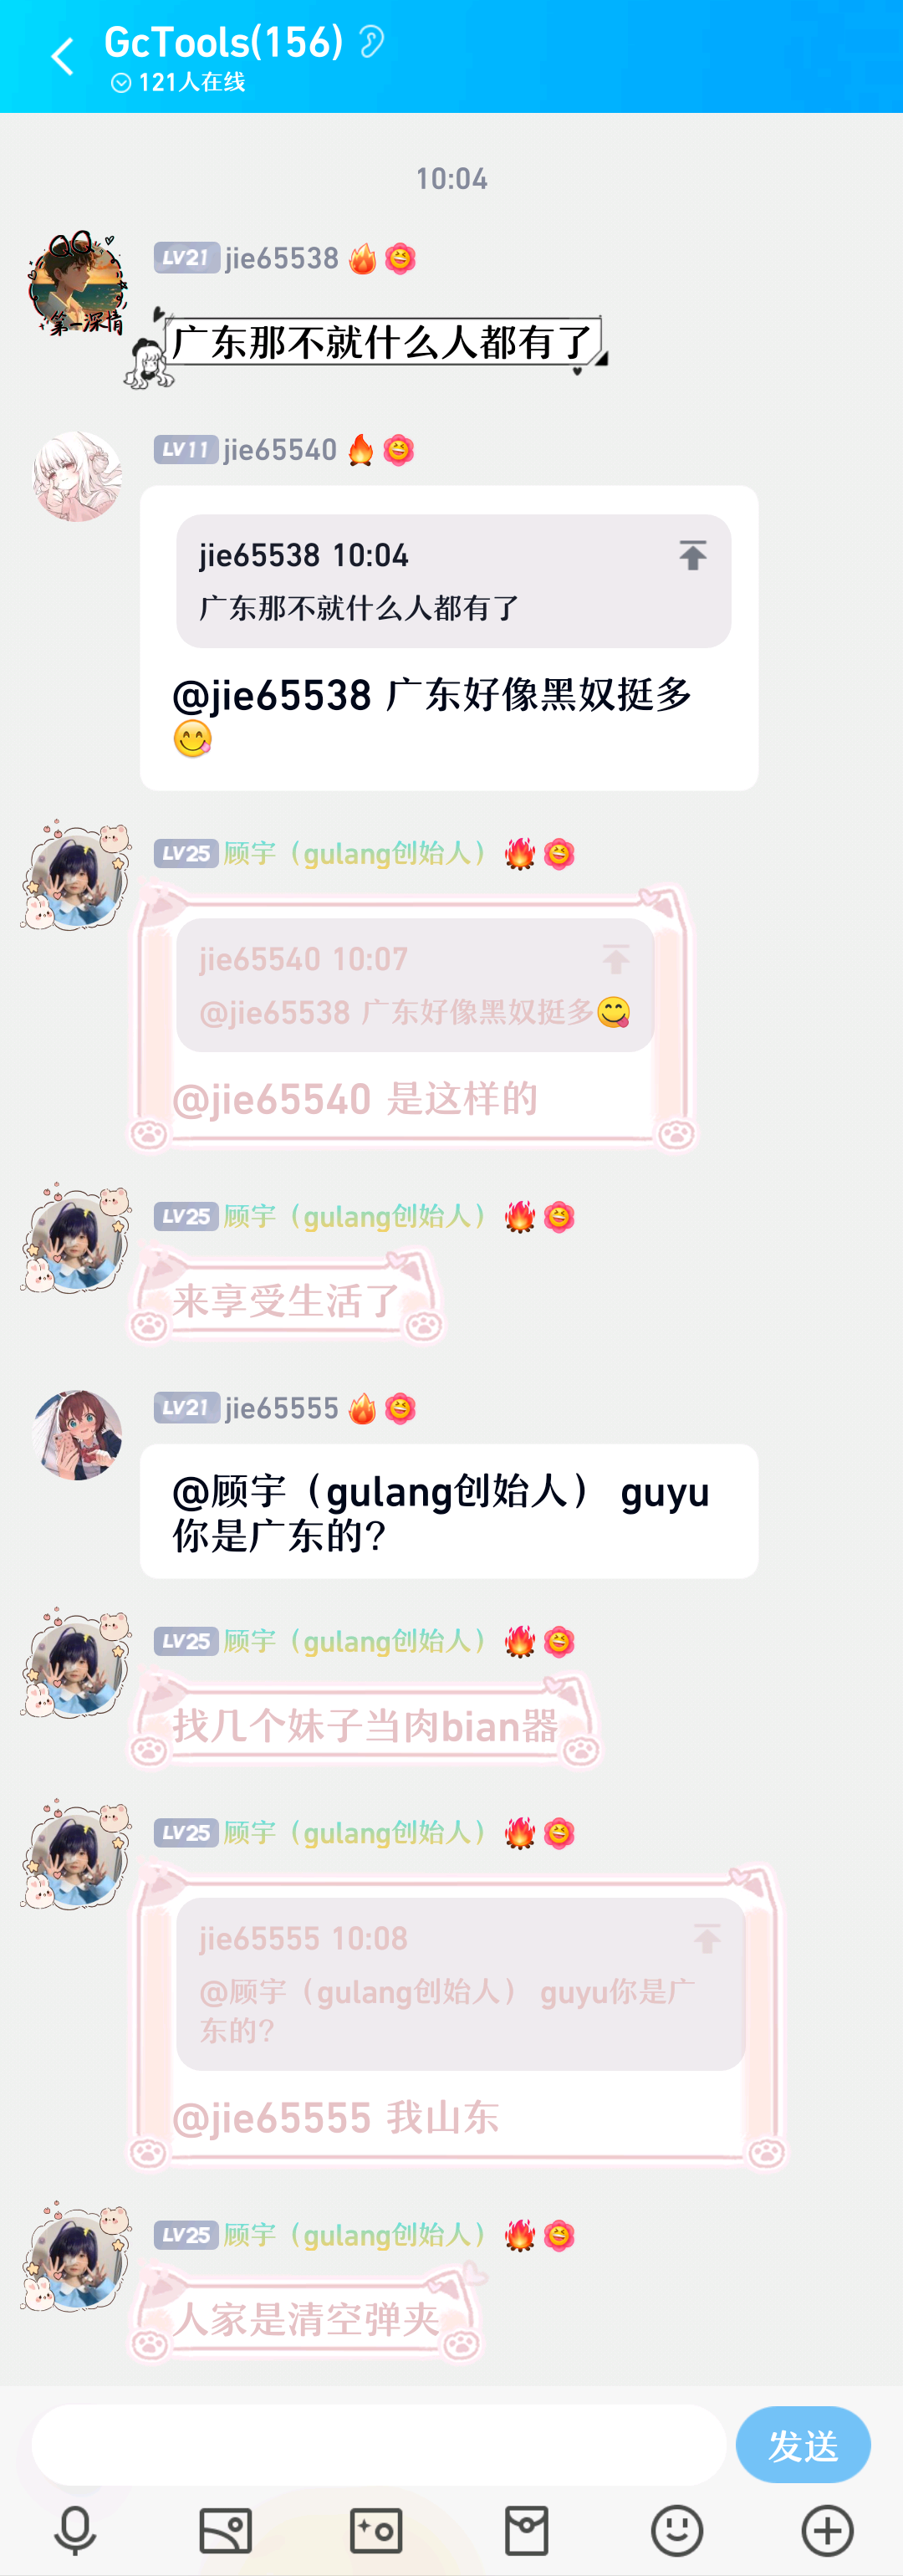 GcTools(156)
121人在线
10:04
QQ
第一深情
LV21 jie65538
广东那不就什么人都有了
LV11 jie65540
jie65538 10:04
广东那不就什么人都有了
@jie65538 广东好像黑奴挺多
😋
LV25 顾宇（gulang创始人）
jie65540 10:07
@jie65538 广东好像黑奴挺多😋
@jie65540 是这样的
LV25 顾宇（gulang创始人）
来享受生活了
LV21 jie65555
@顾宇（gulang创始人） guyu
你是广东的?
LV25 顾宇（gulang创始人）
找几个妹子当肉bian器
LV25 顾宇（gulang创始人）
jie65555 10:08
@顾宇（gulang创始人） guyu你是广
东的?
@jie65555 我山东
LV25 顾宇（gulang创始人）
人家是清空弹夹
发送